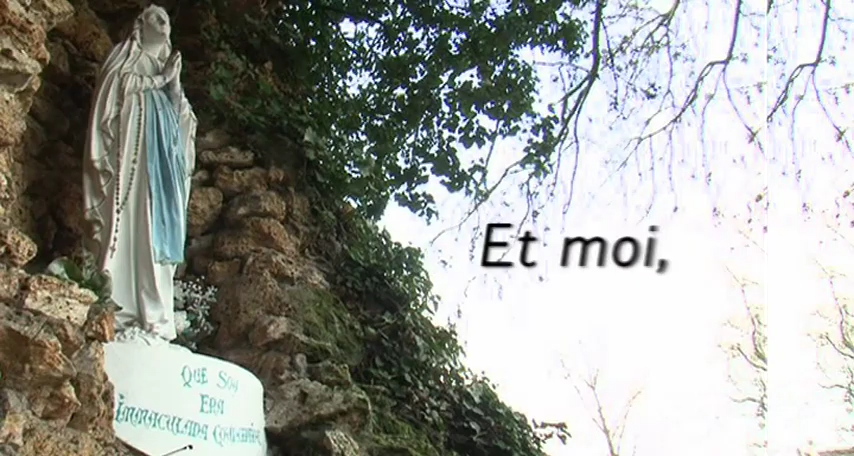 Et moi,
QUE SOY
ERA
IMMACULADA